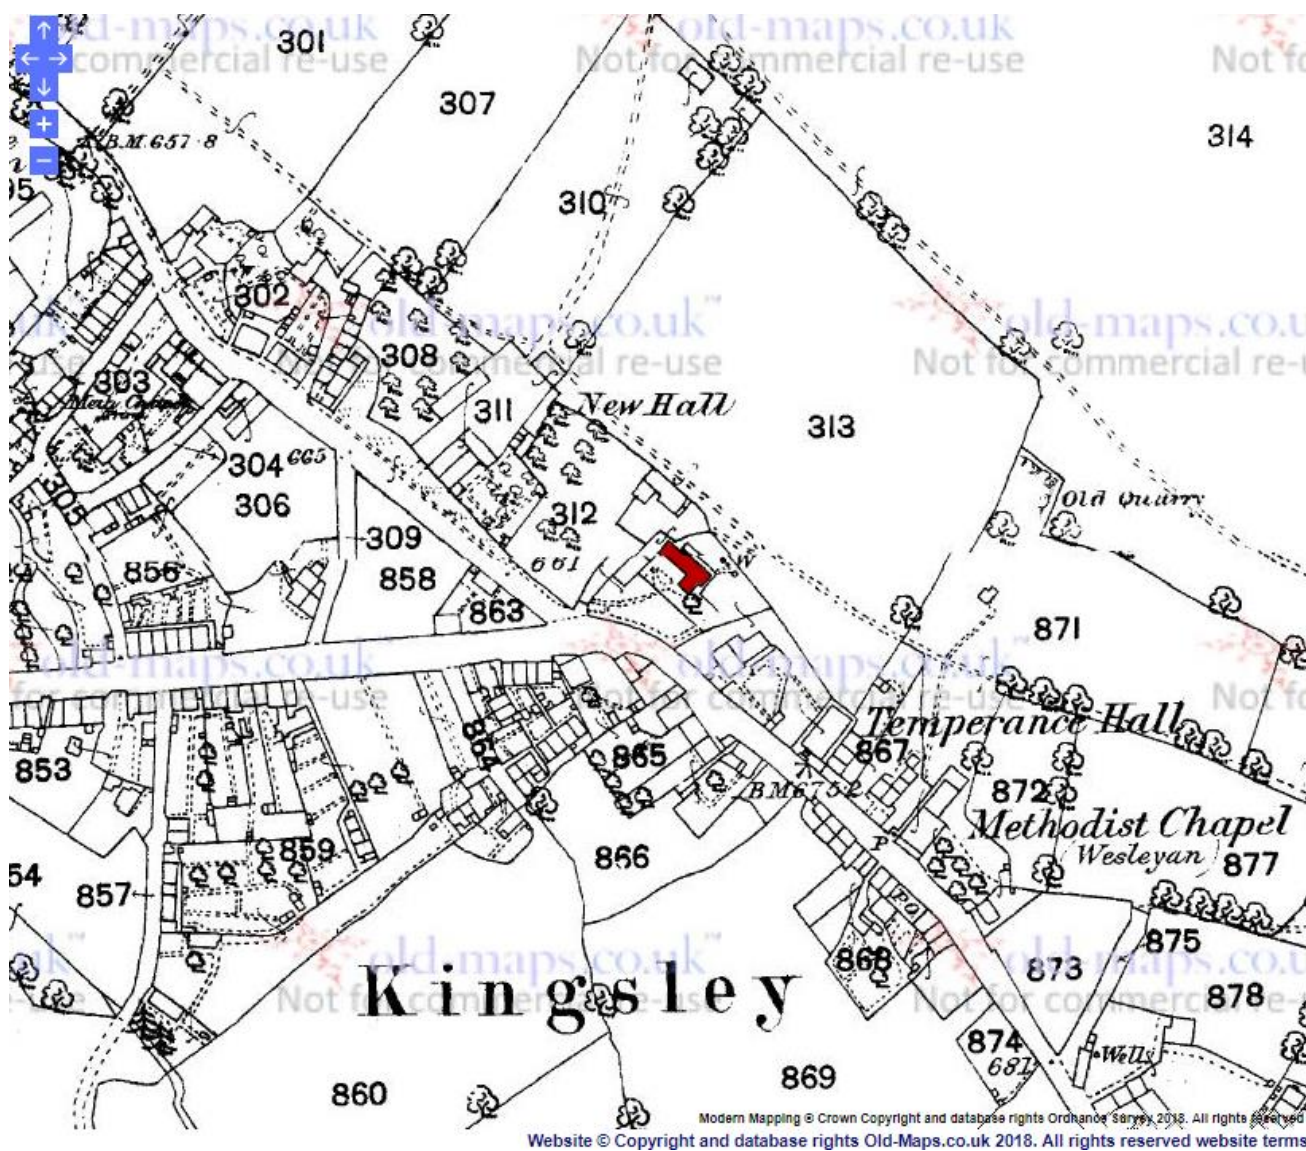 old-maps.co.uk
Not for commercial re-use
301
307
314
B.M. 657.8
310
302
308
303
Meth. Chapel
311
New Hall
313
304 665
306
305
309
312
Old Quarry
661
W
856
858
863
871
Temperance Hall
853
864
865
867
872
B.M. 675.2
Methodist Chapel
(Wesleyan)
859
866
P
877
857
P.O.
868
875
873
878
Kingsley
874
681
Wells
860
869
Modern Mapping © Crown Copyright and database rights Ordnance Survey 2018. All rights reserved
Website © Copyright and database rights Old-Maps.co.uk 2018. All rights reserved website terms